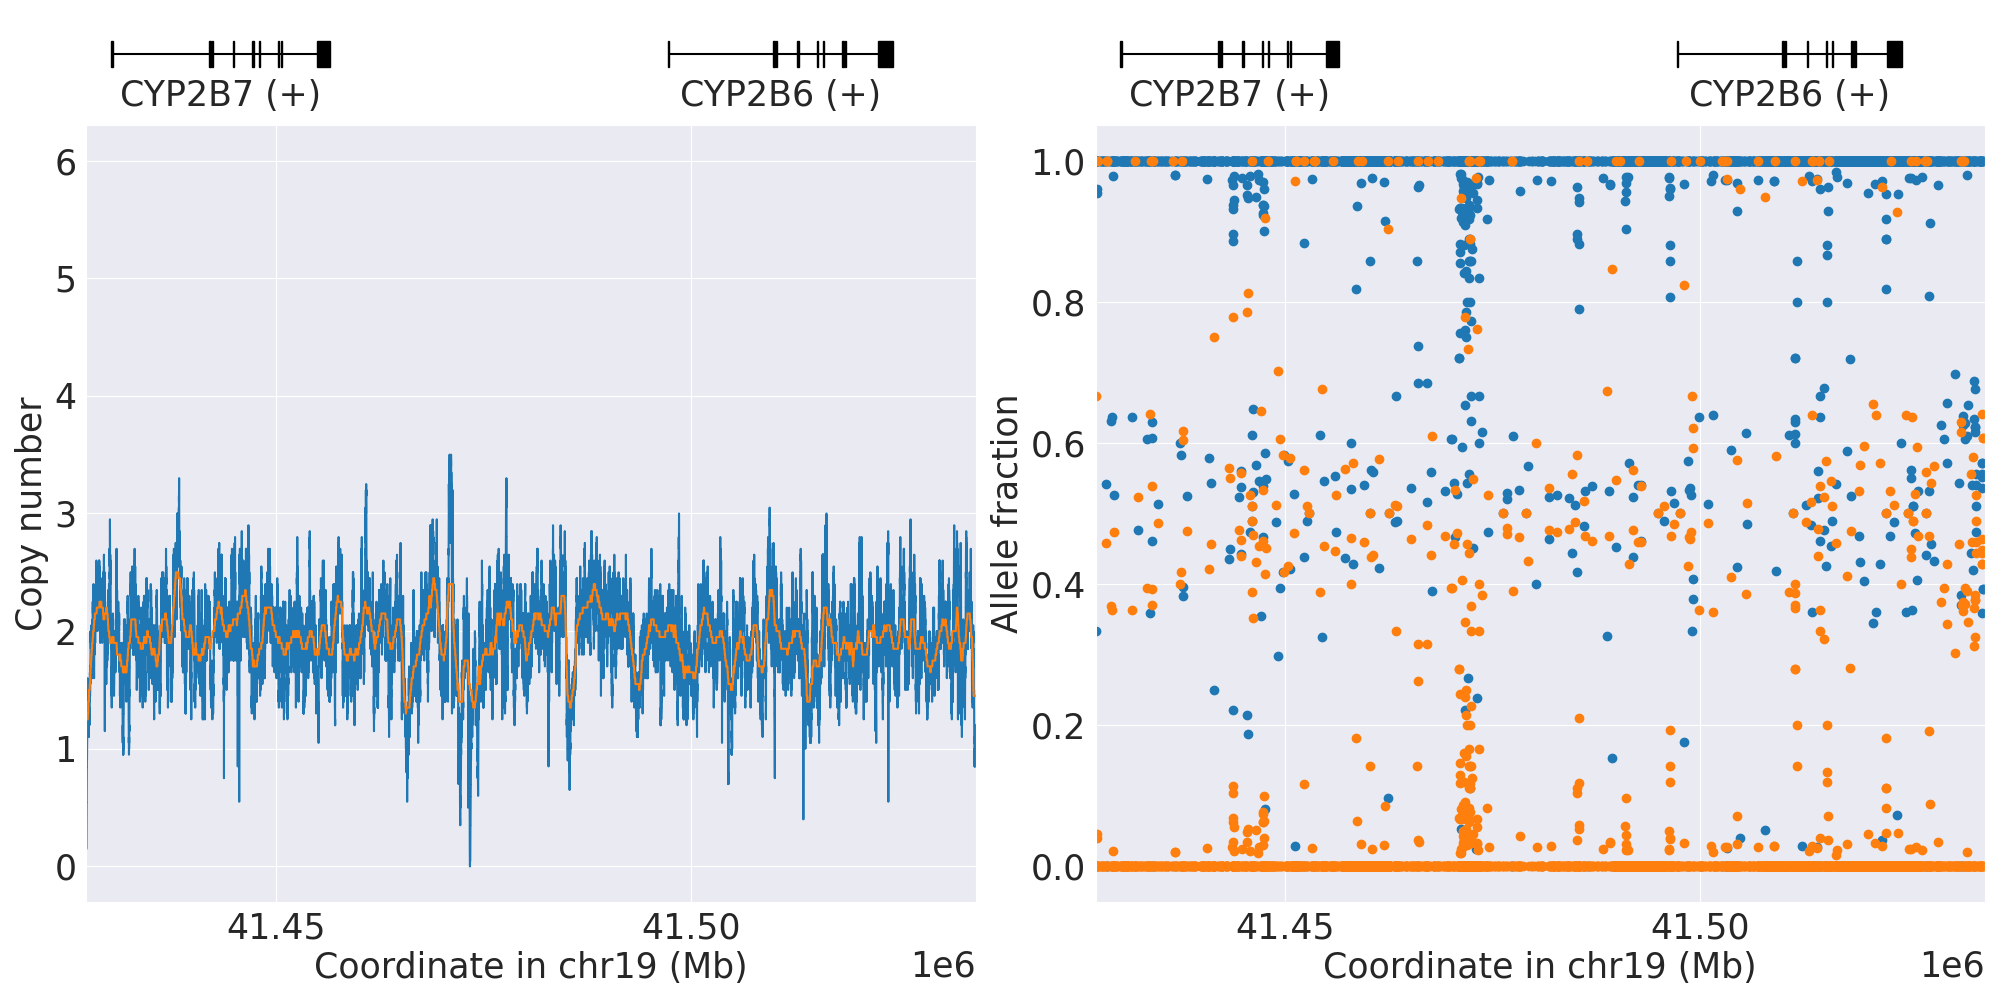 CYP2B7 (+)
CYP2B6 (+)
6
5
4
3
2
1
0
Copy number
41.45
41.50
Coordinate in chr19 (Mb)
1e6
CYP2B7 (+)
CYP2B6 (+)
1.0
0.8
0.6
0.4
0.2
0.0
Allele fraction
41.45
41.50
Coordinate in chr19 (Mb)
1e6